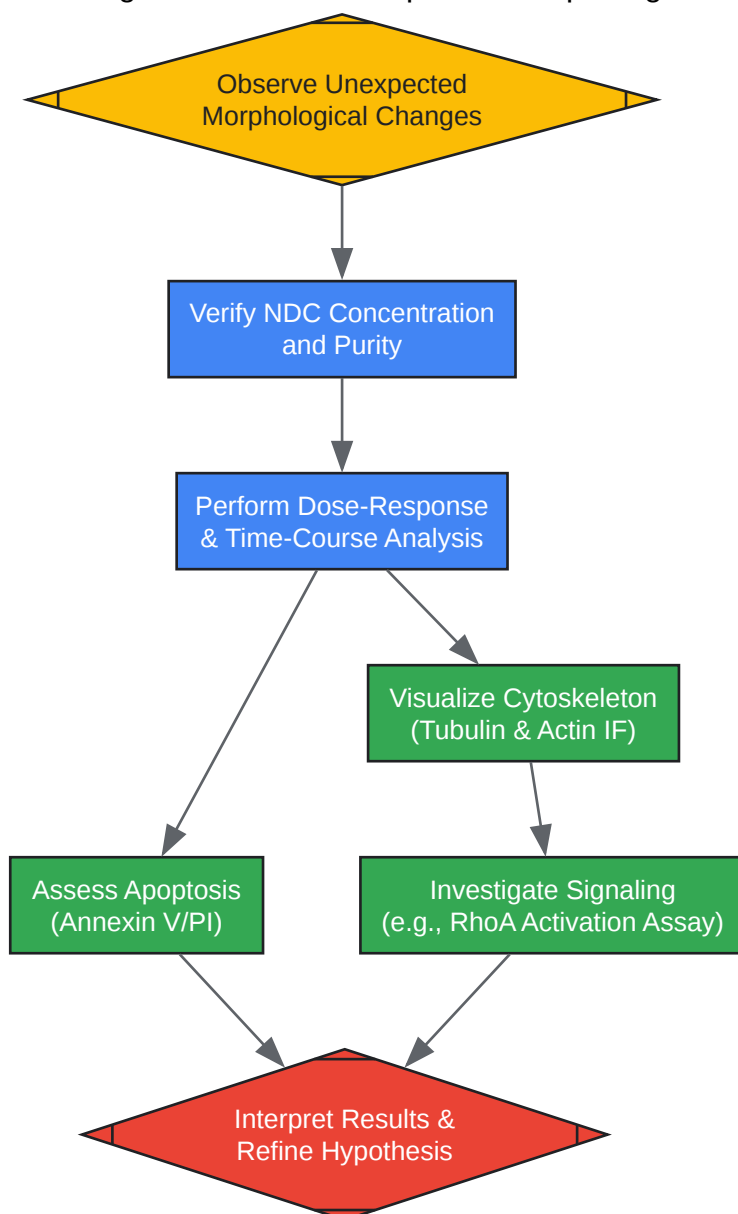 Observe Unexpected
Morphological Changes
Verify NDC Concentration
and Purity
Perform Dose-Response
& Time-Course Analysis
Visualize Cytoskeleton
(Tubulin & Actin IF)
Assess Apoptosis
(Annexin V/PI)
Investigate Signaling
(e.g., RhoA Activation Assay)
Interpret Results &
Refine Hypothesis